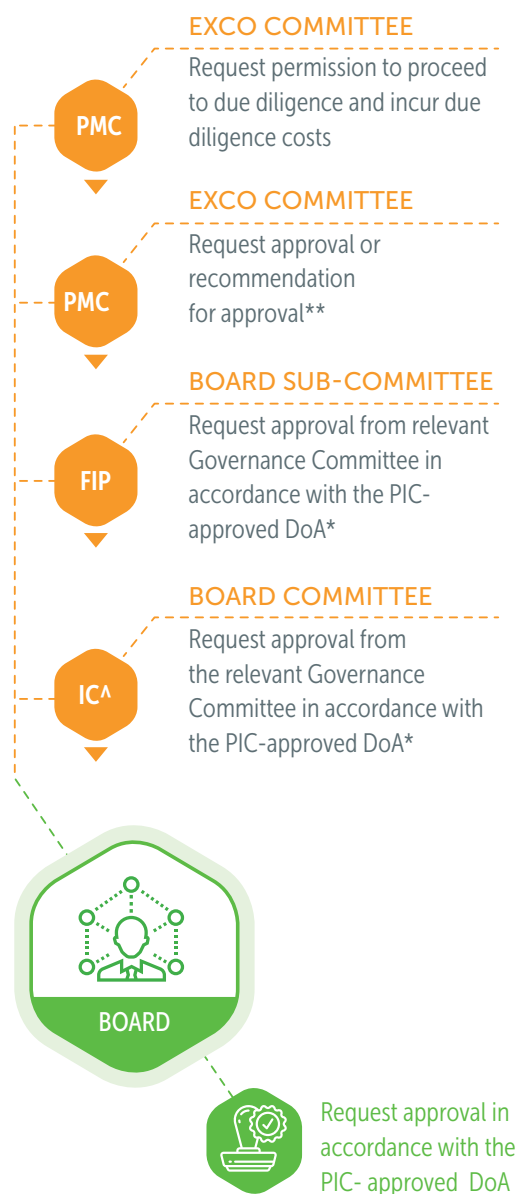 EXCO COMMITTEE
PMC
Request permission to proceed
to due diligence and incur due
diligence costs
EXCO COMMITTEE
PMC
Request approval or
recommendation
for approval**
BOARD SUB-COMMITTEE
FIP
Request approval from relevant
Governance Committee in
accordance with the PIC-
approved DoA*
BOARD COMMITTEE
IC^
Request approval from
the relevant Governance
Committee in accordance with
the PIC-approved DoA*
BOARD
Request approval in
accordance with the
PIC- approved DoA